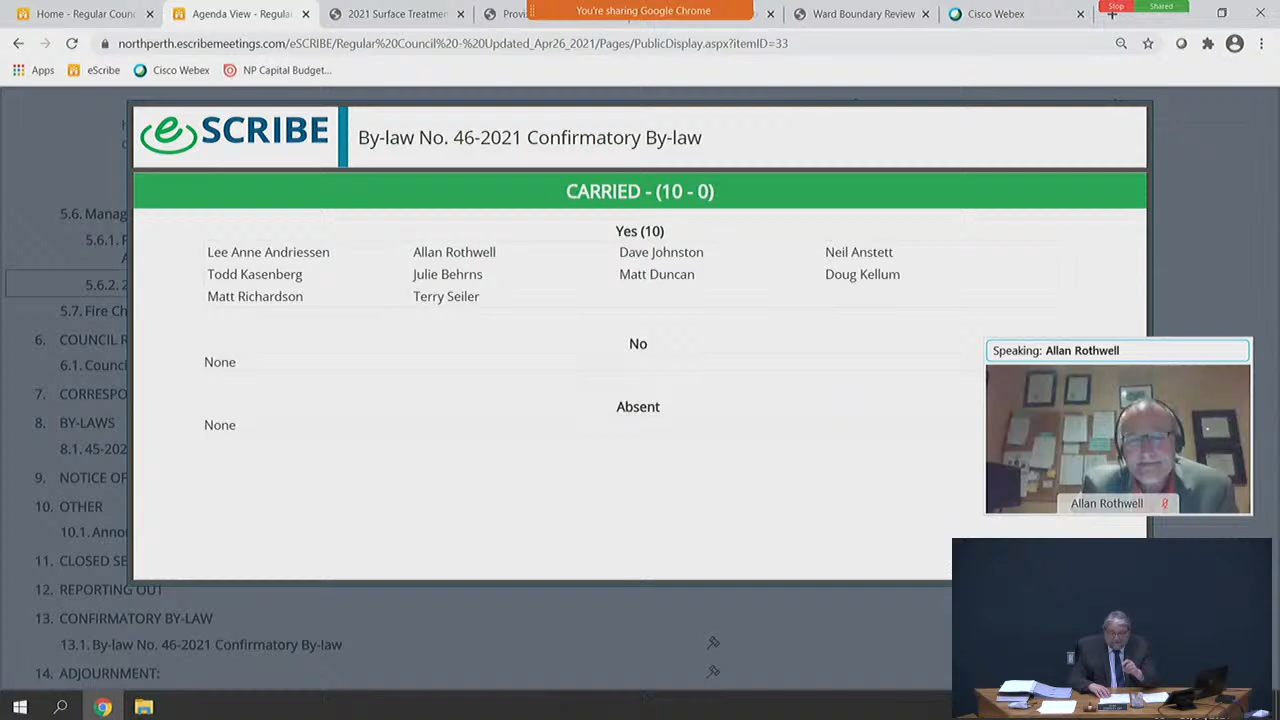 Home - Regular Counc
Agenda View - Regula
2021 Surface Treatmen
Provi
You're sharing Google Chrome
Ward Boundary Review
Cisco Webex
Stop
Shared
northperth.escribemeetings.com/eSCRIBE/Regular%20Council%20-%20Updated_Apr26_2021/Pages/PublicDisplay.aspx?itemID=33
Apps
eScribe
Cisco Webex
NP Capital Budget...
eSCRIBE
By-law No. 46-2021 Confirmatory By-law
CARRIED - (10 - 0)
Yes (10)
Lee Anne Andriessen Allan Rothwell Dave Johnston Neil Anstett
Todd Kasenberg Julie Behrns Matt Duncan Doug Kellum
Matt Richardson Terry Seiler
No
None
Absent
None
5.6. Manag
5.6.1.
5.6.2. 2
5.7. Fire Ch
6. COUNCIL R
6.1. Counci
7. CORRESPO
8. BY-LAWS
8.1. 45-202
9. NOTICE OF
10. OTHER
10.1. Anno
11. CLOSED SE
12. REPORTING OUT
13. CONFIRMATORY BY-LAW
13.1. By-law No. 46-2021 Confirmatory By-law
14. ADJOURNMENT:
Speaking: Allan Rothwell
Allan Rothwell